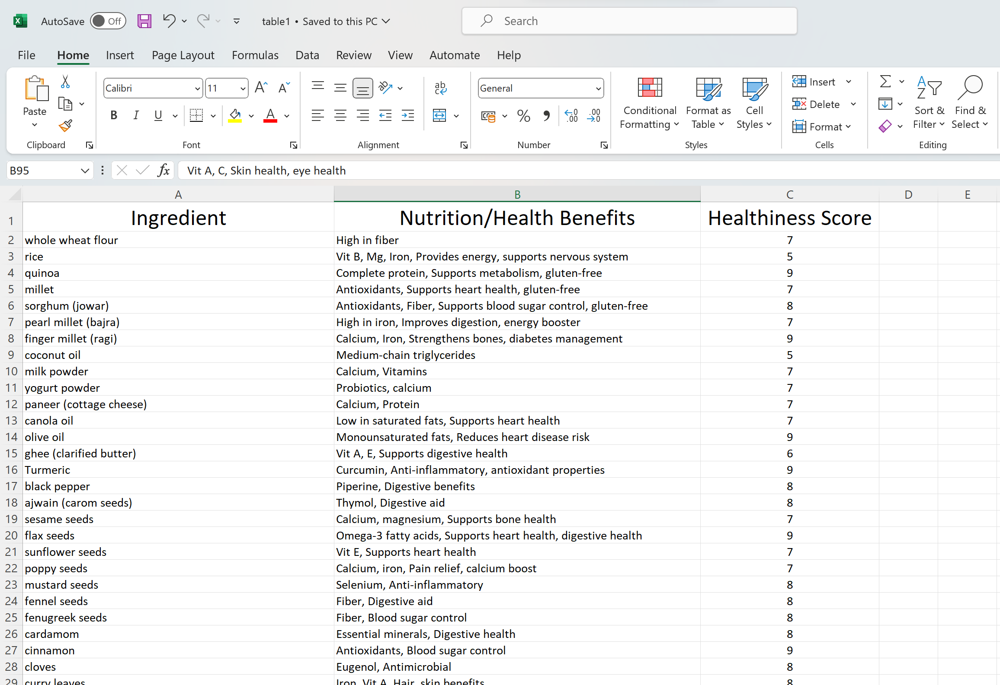 AutoSave Off table1 • Saved to this PC Search
File Home Insert Page Layout Formulas Data Review View Automate Help
Paste
Clipboard
Calibri 11
B I U A
Font
ab
Alignment
General
% , .00 .00
Number
Conditional Formatting
Format as Table
Cell Styles
Styles
Insert
Delete
Format
Cells
Sort & Filter
Find & Select
Editing
B95 fx Vit A, C, Skin health, eye health
A B C D E
1 Ingredient Nutrition/Health Benefits Healthiness Score
2 whole wheat flour High in fiber 7
3 rice Vit B, Mg, Iron, Provides energy, supports nervous system 5
4 quinoa Complete protein, Supports metabolism, gluten-free 9
5 millet Antioxidants, Supports heart health, gluten-free 7
6 sorghum (jowar) Antioxidants, Fiber, Supports blood sugar control, gluten-free 8
7 pearl millet (bajra) High in iron, Improves digestion, energy booster 7
8 finger millet (ragi) Calcium, Iron, Strengthens bones, diabetes management 9
9 coconut oil Medium-chain triglycerides 5
10 milk powder Calcium, Vitamins 7
11 yogurt powder Probiotics, calcium 7
12 paneer (cottage cheese) Calcium, Protein 7
13 canola oil Low in saturated fats, Supports heart health 7
14 olive oil Monounsaturated fats, Reduces heart disease risk 9
15 ghee (clarified butter) Vit A, E, Supports digestive health 6
16 Turmeric Curcumin, Anti-inflammatory, antioxidant properties 9
17 black pepper Piperine, Digestive benefits 8
18 ajwain (carom seeds) Thymol, Digestive aid 8
19 sesame seeds Calcium, magnesium, Supports bone health 7
20 flax seeds Omega-3 fatty acids, Supports heart health, digestive health 9
21 sunflower seeds Vit E, Supports heart health 7
22 poppy seeds Calcium, iron, Pain relief, calcium boost 7
23 mustard seeds Selenium, Anti-inflammatory 8
24 fennel seeds Fiber, Digestive aid 8
25 fenugreek seeds Fiber, Blood sugar control 8
26 cardamom Essential minerals, Digestive health 8
27 cinnamon Antioxidants, Blood sugar control 9
28 cloves Eugenol, Antimicrobial 8
29 curry leaves Iron, Vit A, Hair, skin benefits 8